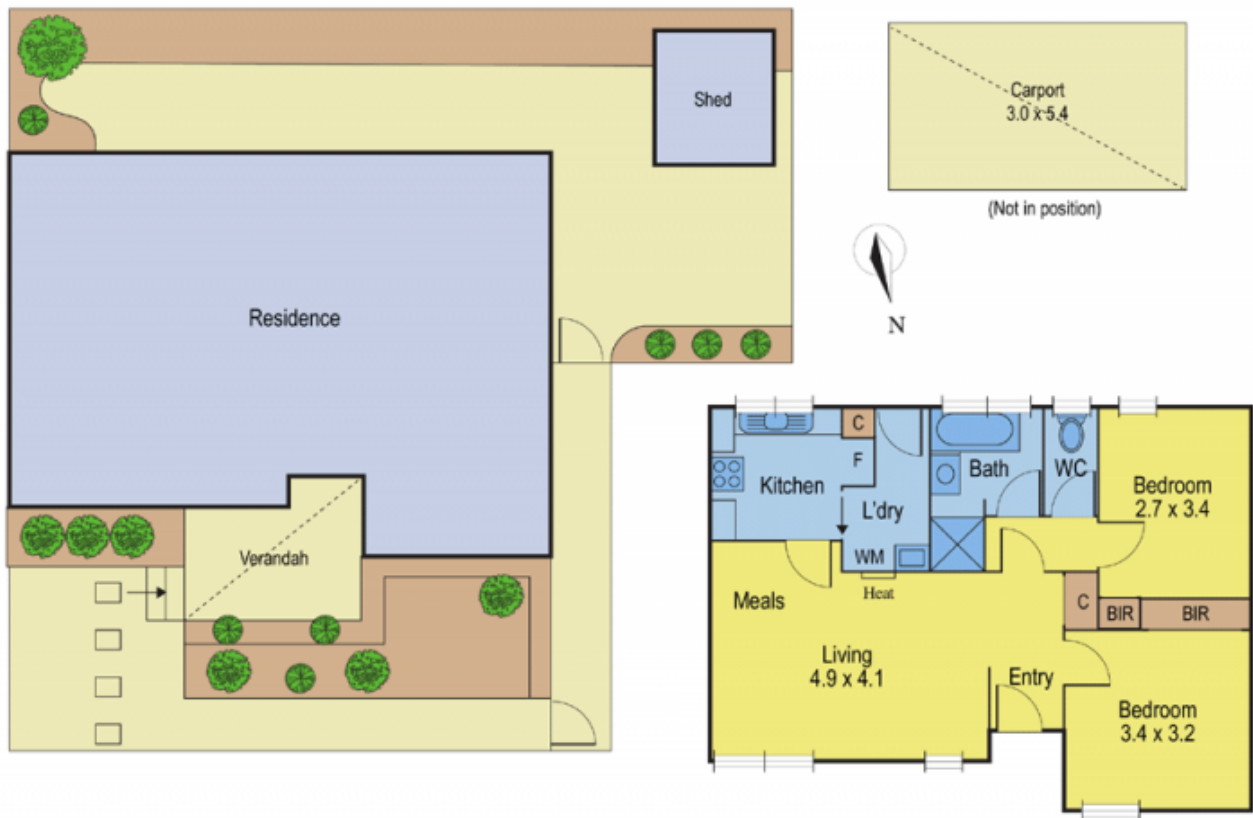 Shed
Carport
3.0 x 5.4
(Not in position)
Residence
N
Verandah
C
F
Kitchen
Bath
WC
L'dry
Bedroom
2.7 x 3.4
WM
Heat
Meals
C
BIR
BIR
Living
4.9 x 4.1
Entry
Bedroom
3.4 x 3.2